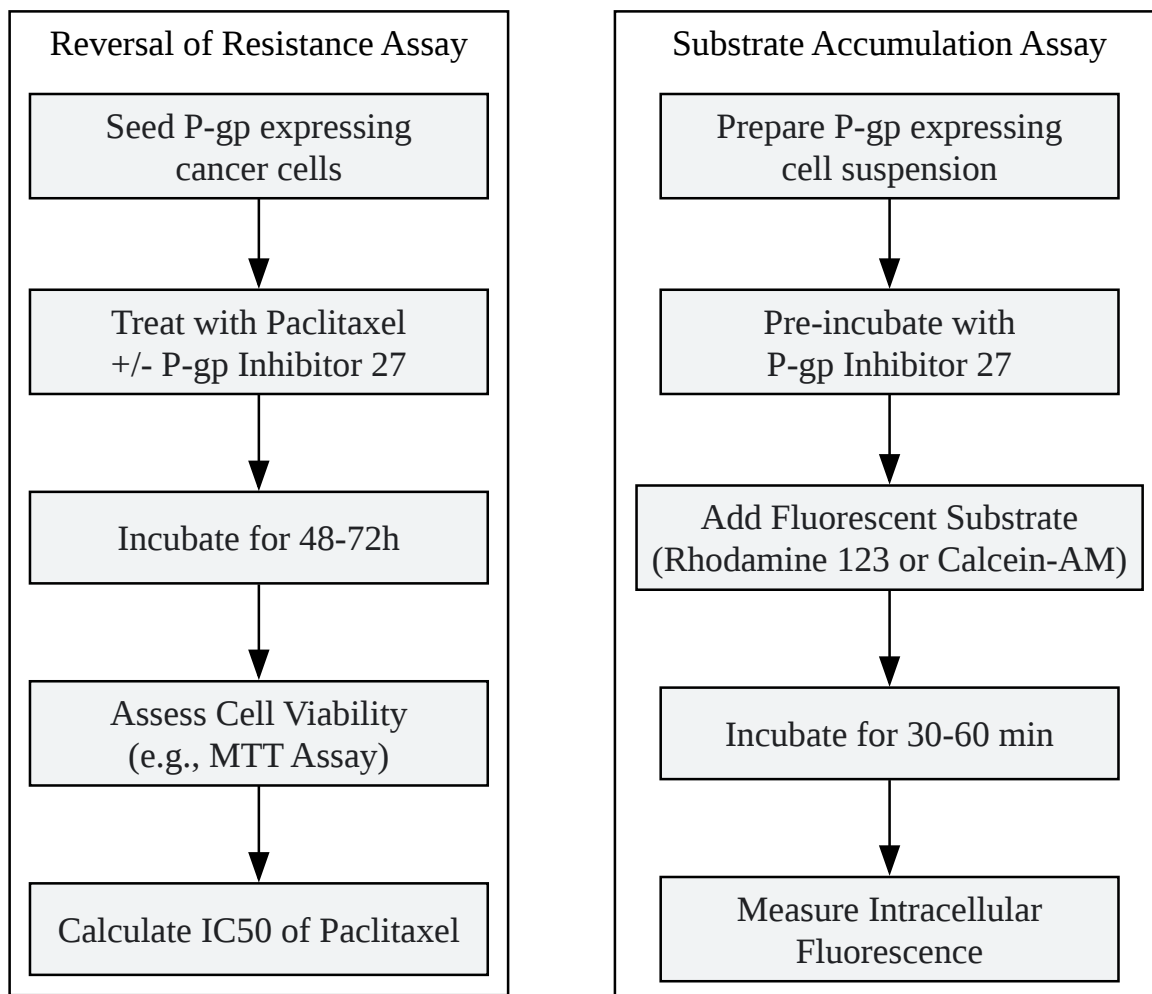 Reversal of Resistance Assay
Seed P-gp expressing
cancer cells
Treat with Paclitaxel
+/- P-gp Inhibitor 27
Incubate for 48-72h
Assess Cell Viability
(e.g., MTT Assay)
Calculate IC50 of Paclitaxel
Substrate Accumulation Assay
Prepare P-gp expressing
cell suspension
Pre-incubate with
P-gp Inhibitor 27
Add Fluorescent Substrate
(Rhodamine 123 or Calcein-AM)
Incubate for 30-60 min
Measure Intracellular
Fluorescence